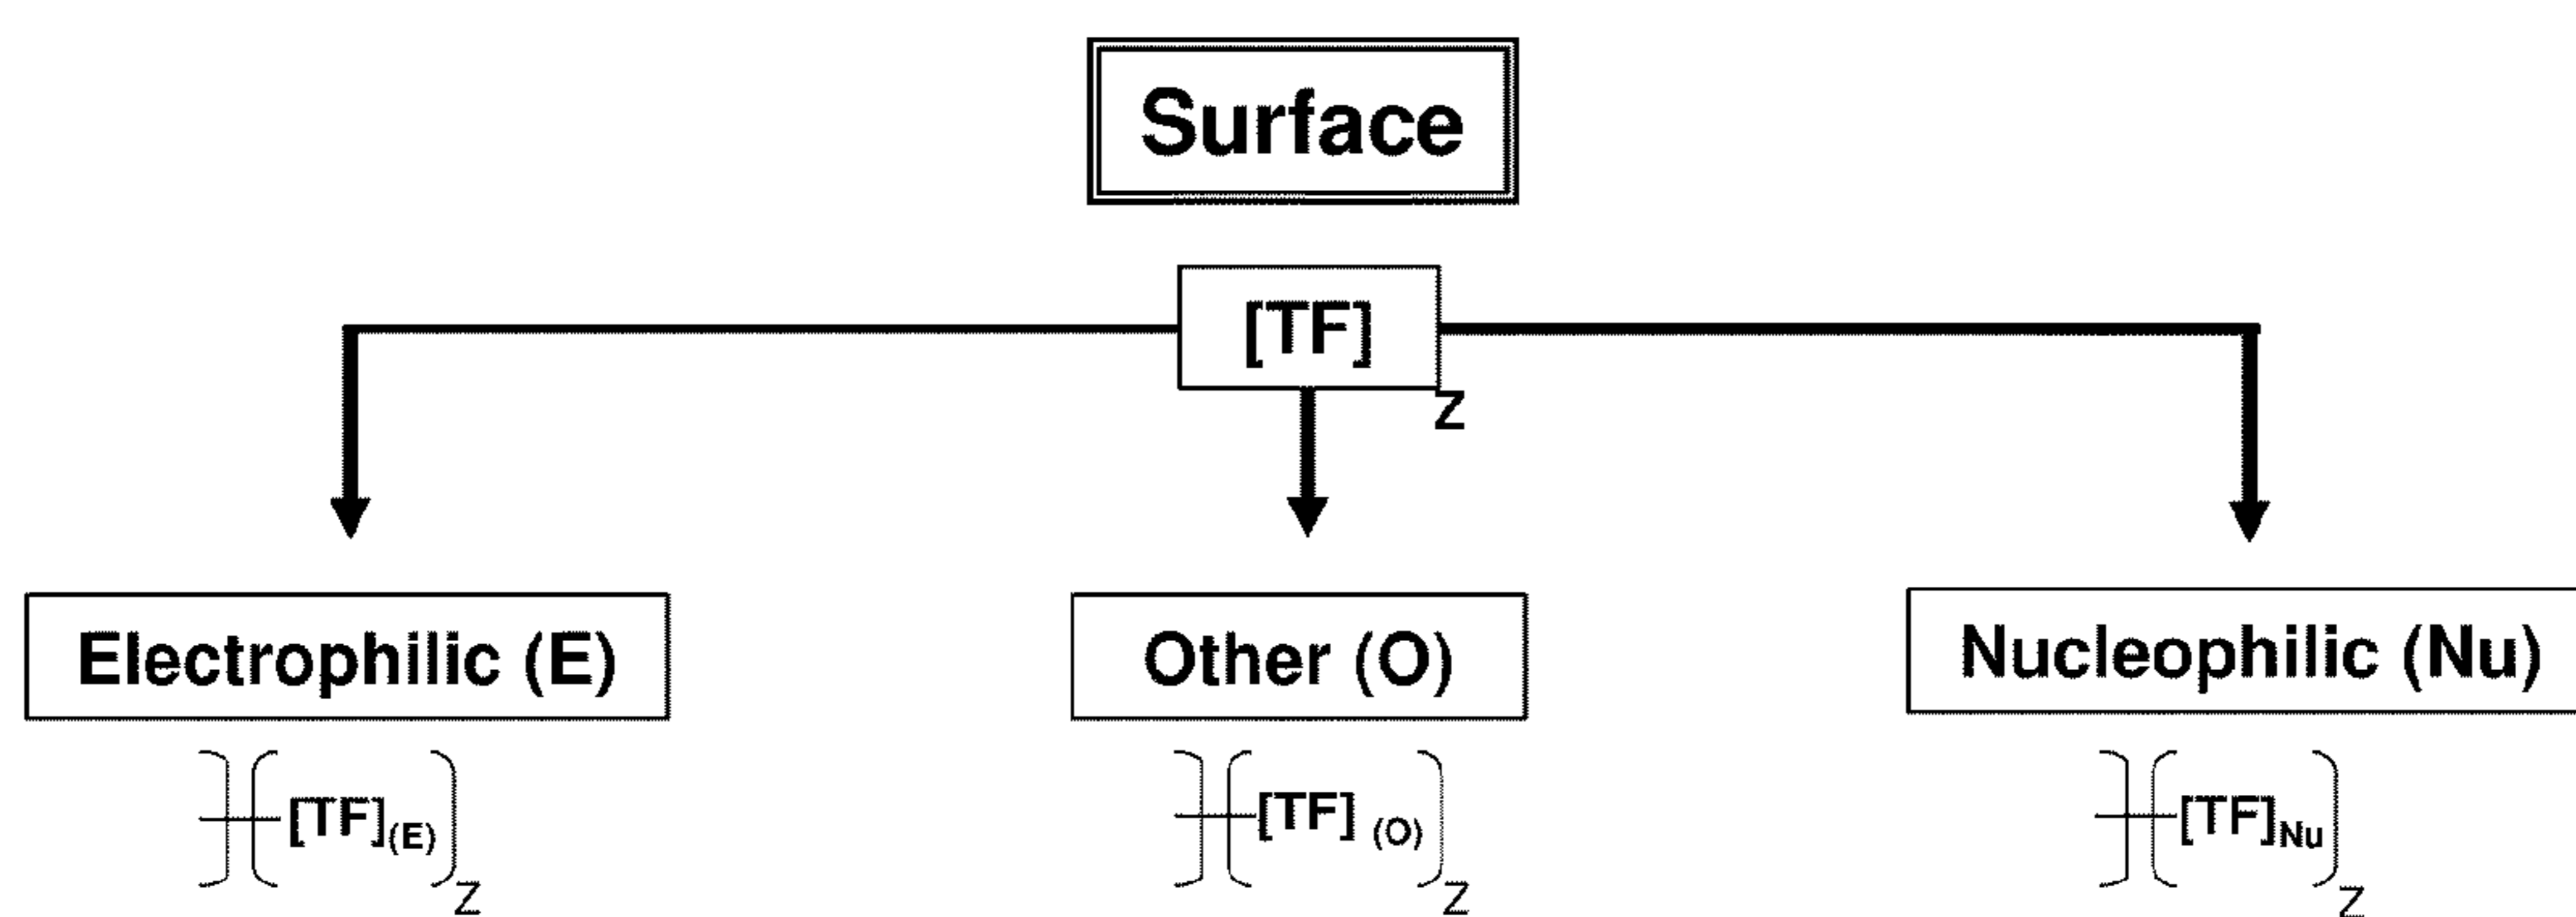 Surface
[TF]
Z
Electrophilic (E)
Other (O)
Nucleophilic (Nu)
[TF](E)
Z
[TF] (O)
Z
[TF]Nu
Z